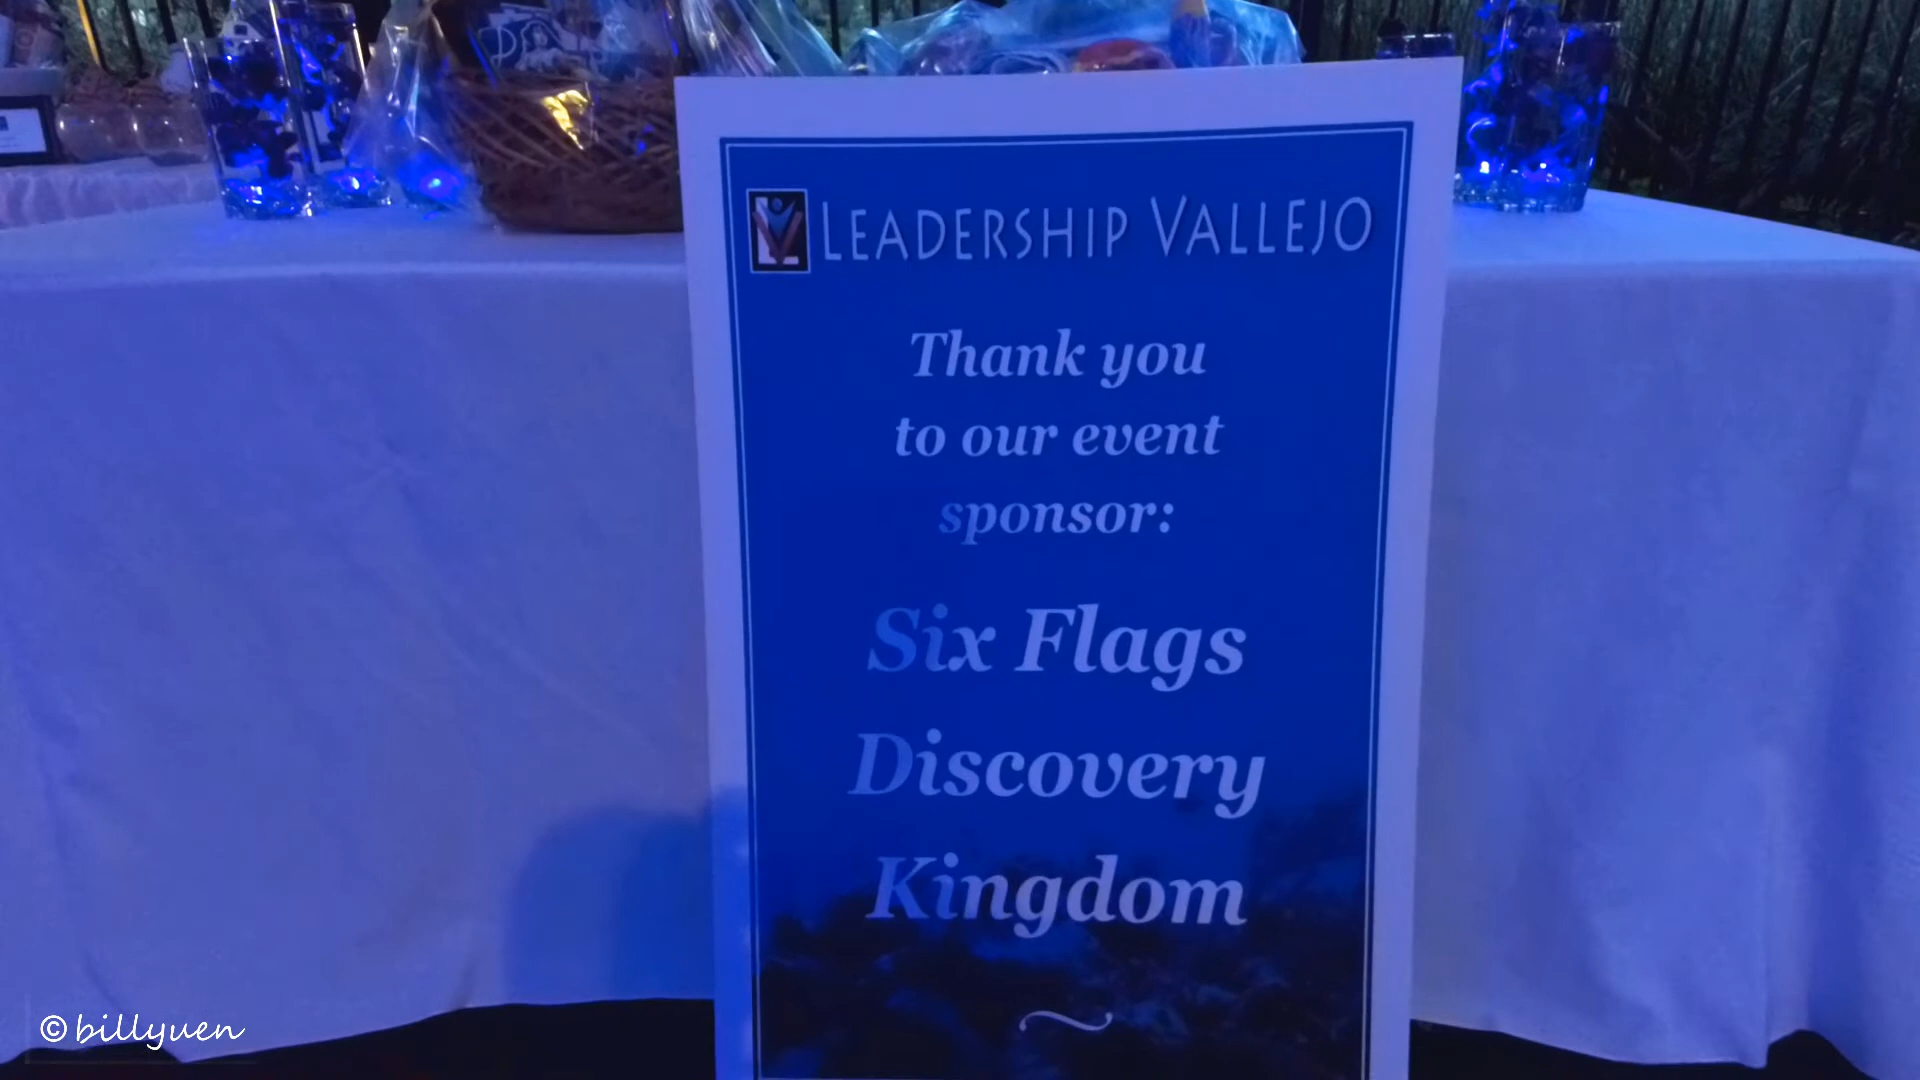 LEADERSHIP VALLEJO
Thank you
to our event
sponsor:
Six Flags
Discovery
Kingdom
©billyuen